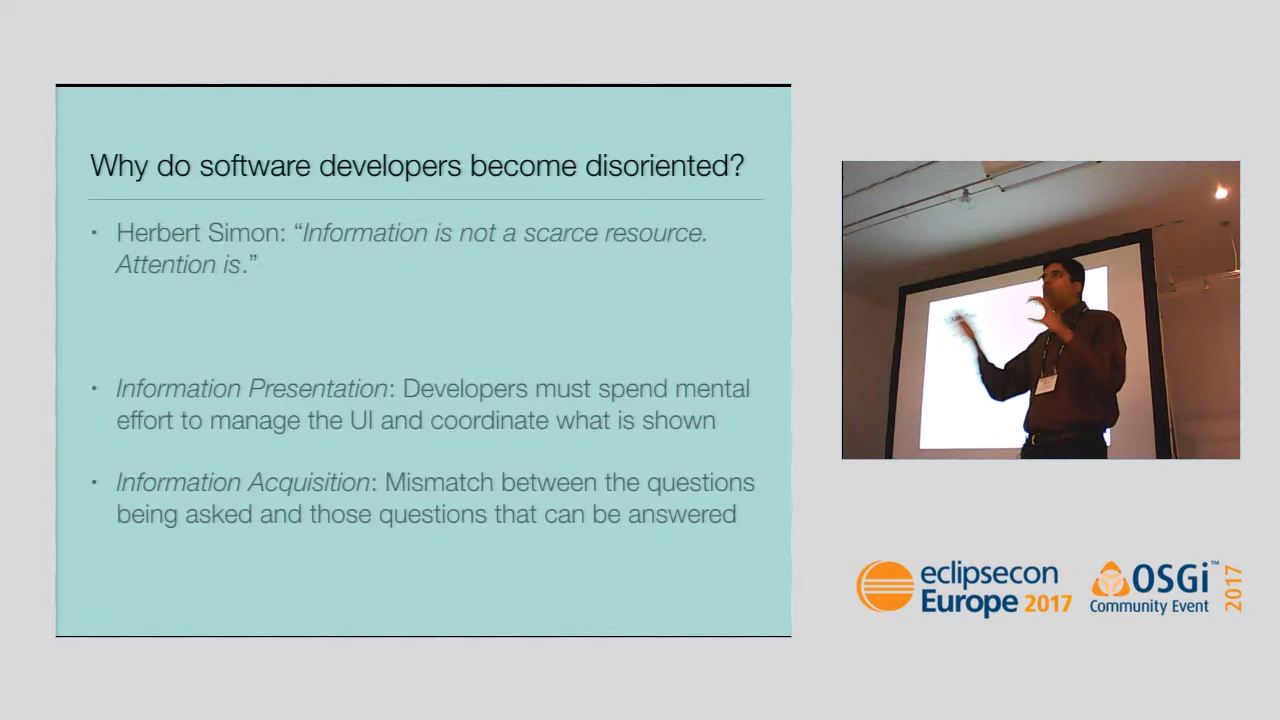 Why do software developers become disoriented?
• Herbert Simon: “Information is not a scarce resource.
Attention is.”
• Information Presentation: Developers must spend mental
effort to manage the UI and coordinate what is shown
• Information Acquisition: Mismatch between the questions
being asked and those questions that can be answered
eclipsecon
Europe 2017
OSGi™
Community Event
2017